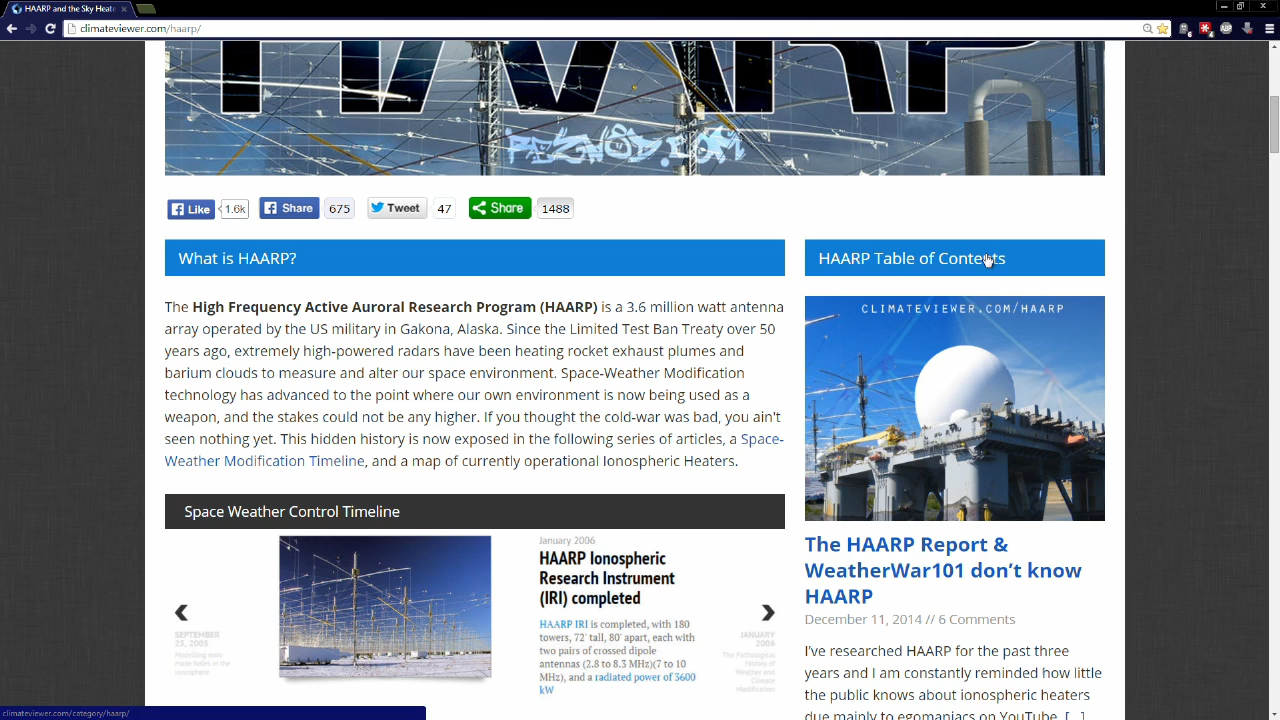 HAARP and the Sky Heate
climateviewer.com/haarp/
HAARP
Like
1.6k
Share
675
Tweet
47
Share
1488
What is HAARP?
The High Frequency Active Auroral Research Program (HAARP) is a 3.6 million watt antenna
array operated by the US military in Gakona, Alaska. Since the Limited Test Ban Treaty over 50
years ago, extremely high-powered radars have been heating rocket exhaust plumes and
barium clouds to measure and alter our space environment. Space-Weather Modification
technology has advanced to the point where our own environment is now being used as a
weapon, and the stakes could not be any higher. If you thought the cold-war was bad, you ain't
seen nothing yet. This hidden history is now exposed in the following series of articles, a Space-
Weather Modification Timeline, and a map of currently operational Ionospheric Heaters.
Space Weather Control Timeline
SEPTEMBER
25, 2005
January 2006
HAARP Ionospheric
Research Instrument
(IRI) completed
HAARP IRI is completed, with 180
towers, 72' tall, 80' apart, each with
two pairs of crossed dipole
antennas (2.8 to 8.3 MHz)(7 to 10
MHz), and a radiated power of 3600
kW
JANUARY
2006
The Pathological
History of
Weather and
Climate
Modification
HAARP Table of Contents
CLIMATEVIEWER.COM/HAARP
The HAARP Report &
WeatherWar101 don’t know
HAARP
December 11, 2014 // 6 Comments
I’ve researched HAARP for the past three
years and I am constantly reminded how little
the public knows about ionospheric heaters
due mainly to egomaniacs on YouTube. [...]
climateviewer.com/category/haarp/